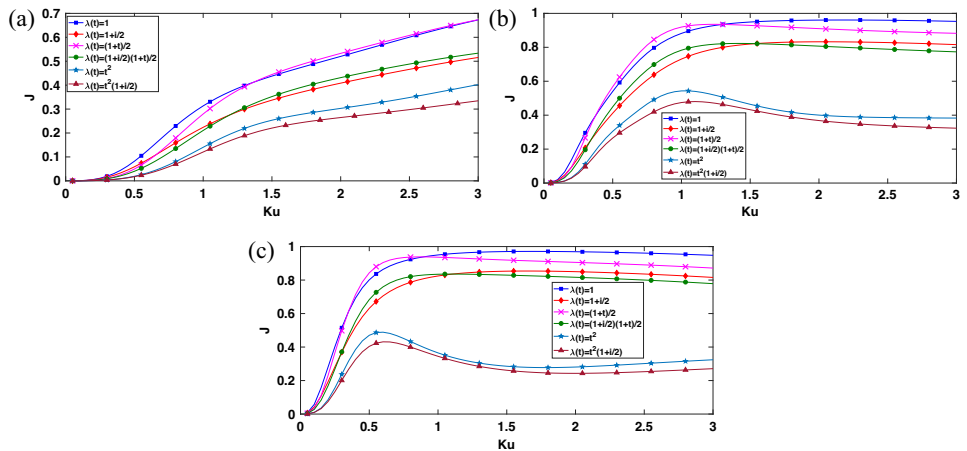 (a)
0.7
0.6
0.5
0.4
0.3
0.2
0.1
0
J
λ(t)=1
λ(t)=1+i/2
λ(t)=(1+t)/2
λ(t)=(1+i/2)(1+t)/2
λ(t)=t²
λ(t)=t²(1+i/2)
0 0.5 1 1.5 2 2.5 3
Ku
(b)
1
0.8
0.6
0.4
0.2
0
J
λ(t)=1
λ(t)=1+i/2
λ(t)=(1+t)/2
λ(t)=(1+i/2)(1+t)/2
λ(t)=t²
λ(t)=t²(1+i/2)
0 0.5 1 1.5 2 2.5 3
Ku
(c)
1
0.8
0.6
0.4
0.2
0
J
λ(t)=1
λ(t)=1+i/2
λ(t)=(1+t)/2
λ(t)=(1+i/2)(1+t)/2
λ(t)=t²
λ(t)=t²(1+i/2)
0 0.5 1 1.5 2 2.5 3
Ku